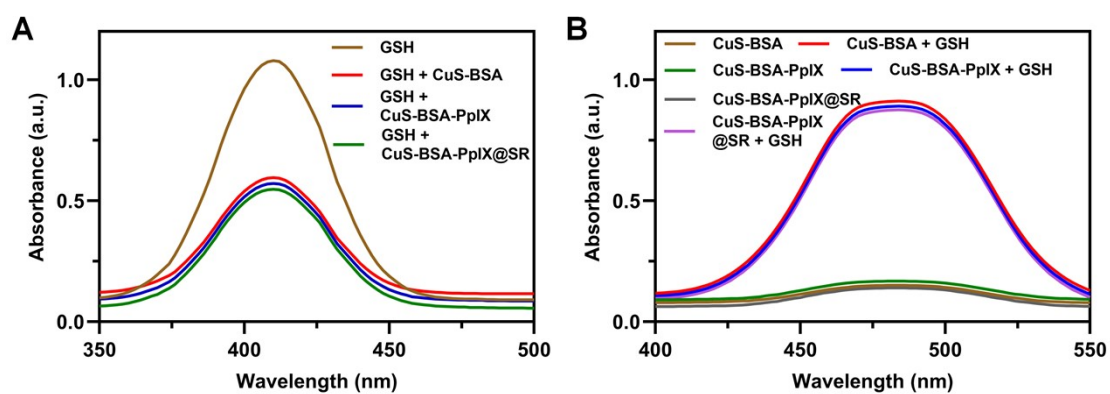 A
B
GSH
GSH + CuS-BSA
GSH +
CuS-BSA-PpIX
GSH +
CuS-BSA-PpIX@SR
1.0
0.5
0.0
Absorbance (a.u.)
350
400
450
500
Wavelength (nm)
CuS-BSA
CuS-BSA + GSH
CuS-BSA-PpIX
CuS-BSA-PpIX + GSH
CuS-BSA-PpIX@SR
CuS-BSA-PpIX
@SR + GSH
1.0
0.5
0.0
Absorbance (a.u.)
400
450
500
550
Wavelength (nm)